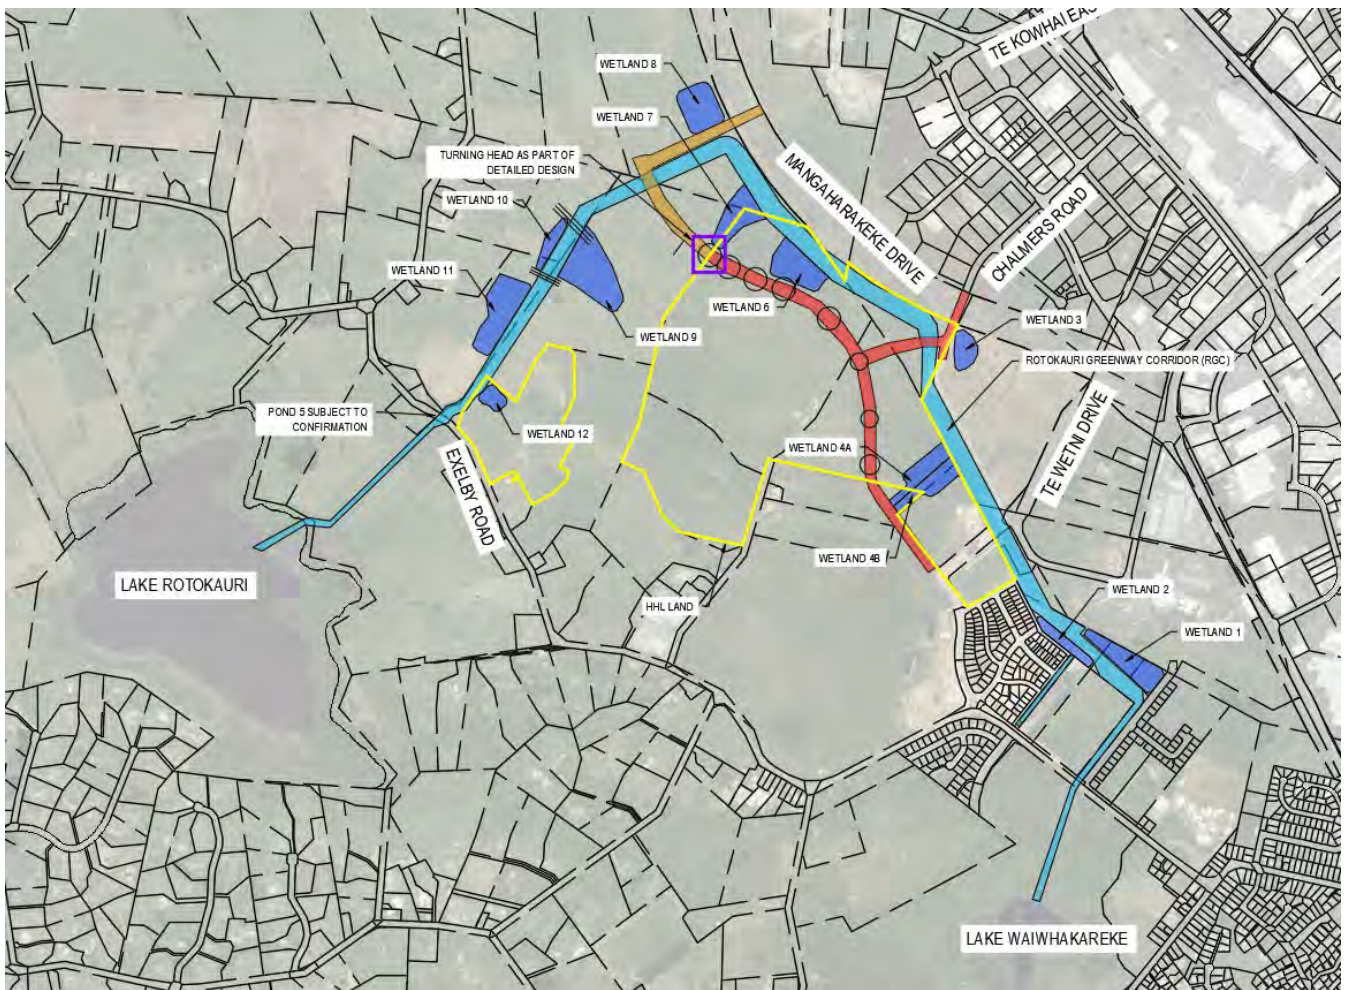 TE KOWHAI EAS
WETLAND 8
WETLAND 7
TURNING HEAD AS PART OF
DETAILED DESIGN
MANGAHARAKEKE DRIVE
WETLAND 10
CHALMERS ROAD
WETLAND 11
WETLAND 6
WETLAND 3
WETLAND 9
ROTOKAURI GREENWAY CORRIDOR (RGC)
POND 5 SUBJECT TO
CONFIRMATION
WETLAND 12
TE WETNI DRIVE
WETLAND 4A
EXELBY ROAD
WETLAND 4B
LAKE ROTOKAURI
HHL LAND
WETLAND 2
WETLAND 1
LAKE WAIWHAKAREKE